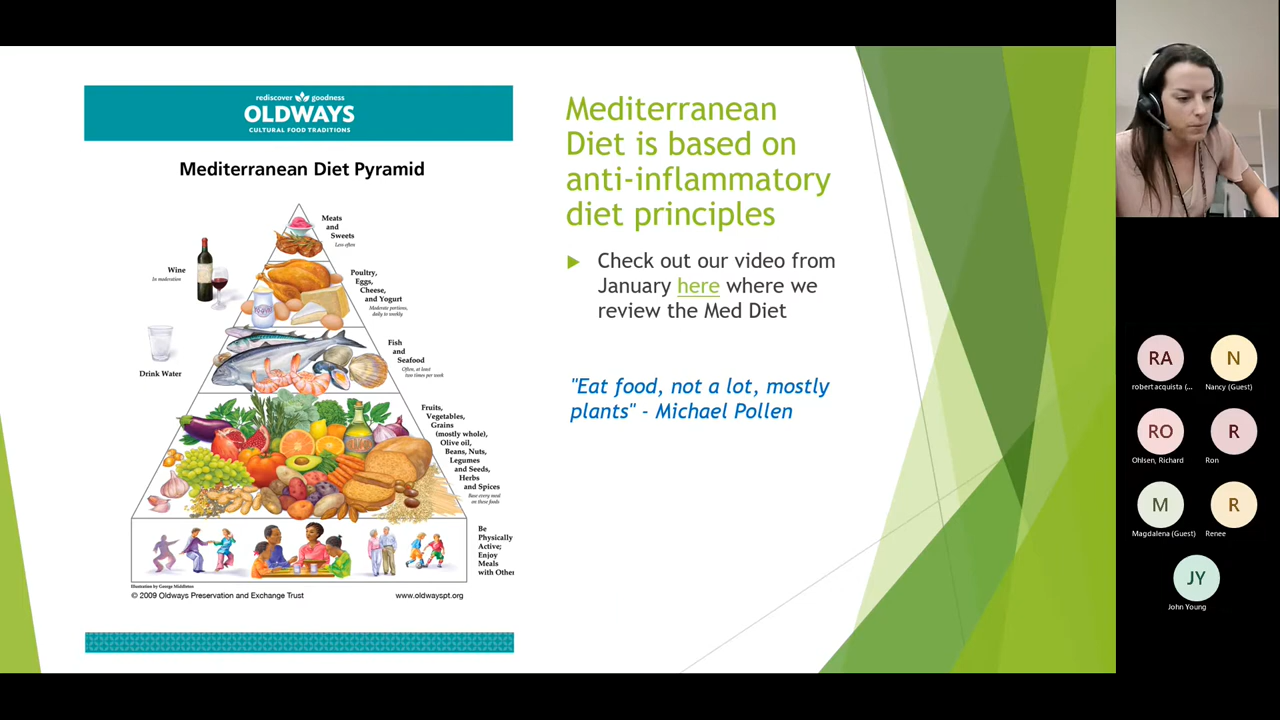 rediscover goodness
OLDWAYS
CULTURAL FOOD TRADITIONS
Mediterranean Diet Pyramid
Meats
and
Sweets
Less often
Wine
In moderation
Poultry,
Eggs,
Cheese,
and Yogurt
Moderate portions,
daily to weekly
Yogurt
Drink Water
Fish
and
Seafood
Often, at least
two times per week
Fruits,
Vegetables,
Grains
(mostly whole),
Olive oil,
Beans, Nuts,
Legumes
and Seeds,
Herbs
and Spices
Base every meal
on these foods
Be
Physically
Active;
Enjoy
Meals
with Other
Illustration by George Middleton
© 2009 Oldways Preservation and Exchange Trust
www.oldwayspt.org
Mediterranean
Diet is based on
anti-inflammatory
diet principles
Check out our video from
January here where we
review the Med Diet
"Eat food, not a lot, mostly
plants" - Michael Pollen
RA
robert acquista (...
N
Nancy (Guest)
RO
Ohlsen, Richard
R
Ron
M
Magdalena (Guest)
R
Renee
JY
John Young